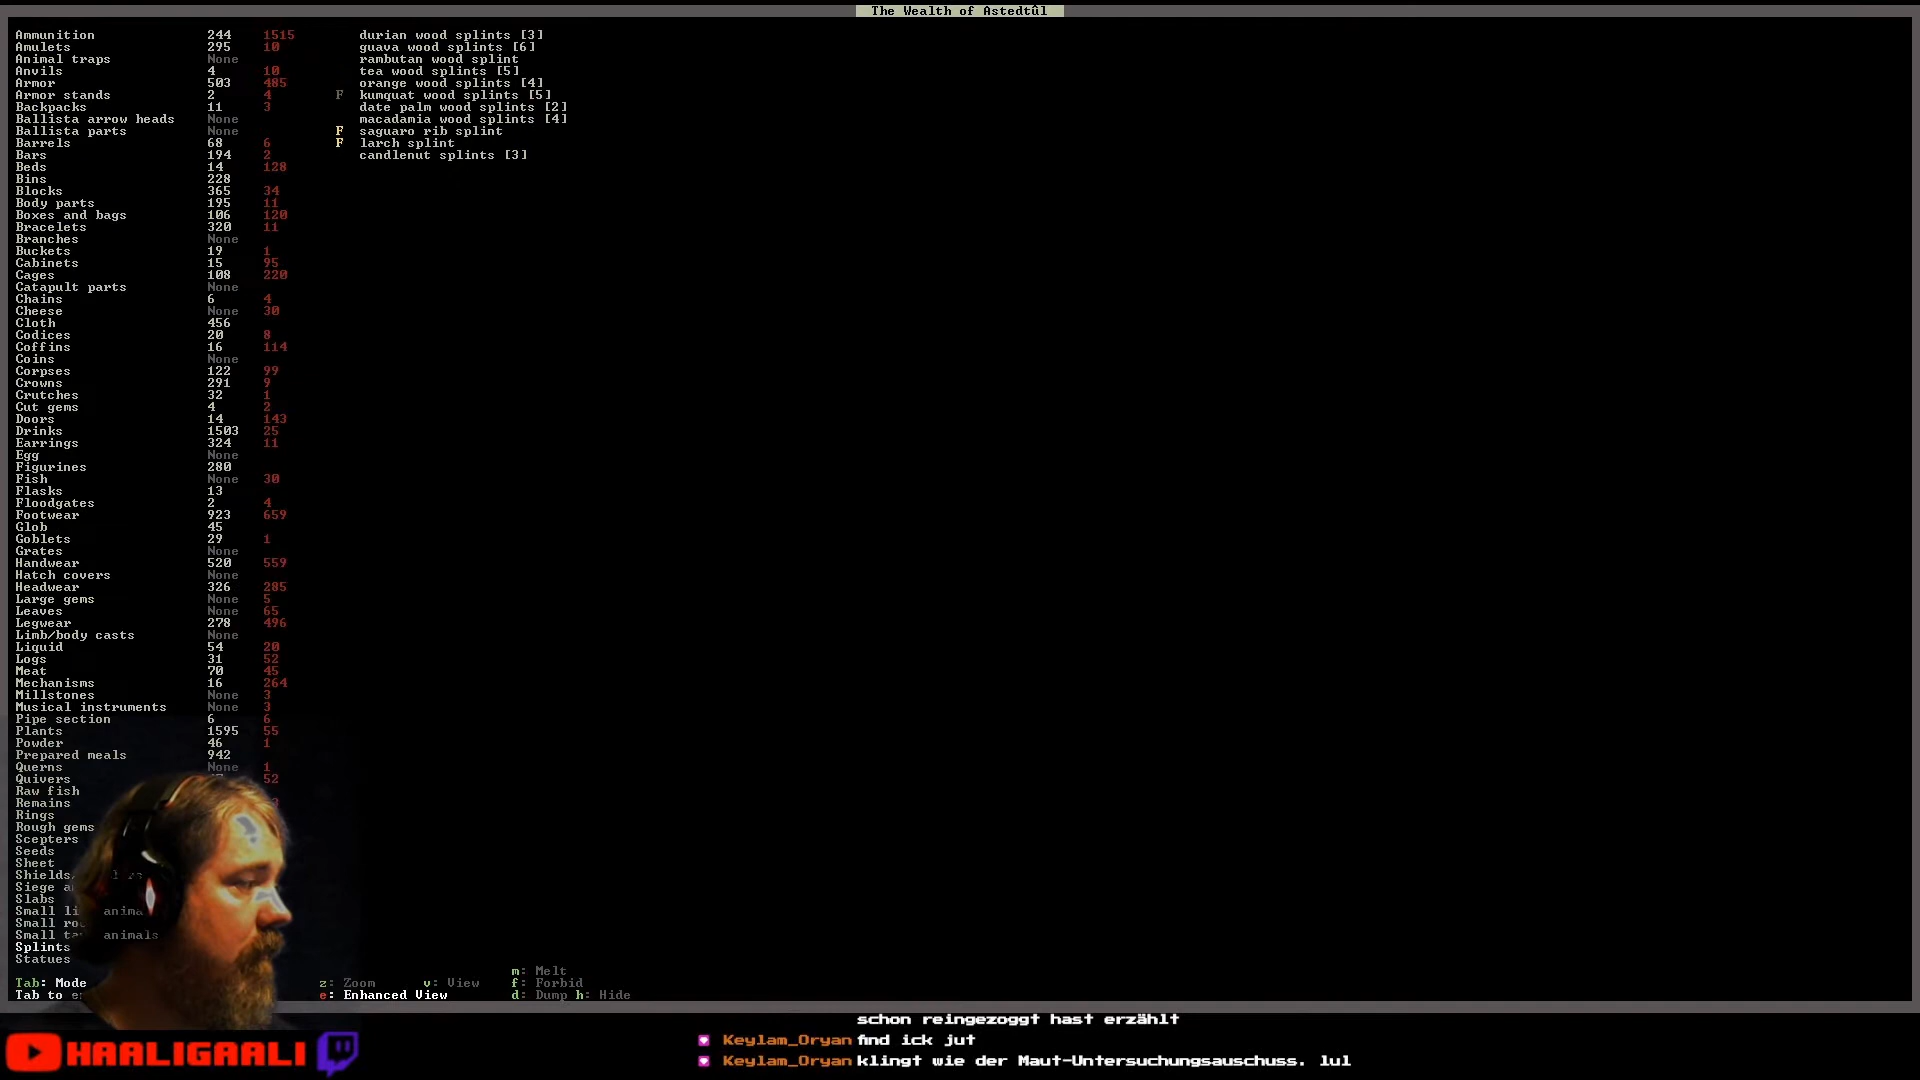 The Wealth of Astedtûl
Ammunition 244 1515
Amulets 295 10
Animal traps None
Anvils 4 10
Armor 503 485
Armor stands 2 4
Backpacks 11 3
Ballista arrow heads None
Ballista parts None
Barrels 68 6
Bars 194 2
Beds 14 128
Bins 228
Blocks 365 34
Body parts 195 11
Boxes and bags 106 120
Bracelets 320 11
Branches None
Buckets 19 1
Cabinets 15 95
Cages 108 220
Catapult parts None
Chains 6 4
Cheese None 30
Cloth 456
Codices 20 8
Coffins 16 114
Coins None
Corpses 122 99
Crowns 291 9
Crutches 32 1
Cut gems 4 2
Doors 14 143
Drinks 1503 25
Earrings 324 11
Egg None
Figurines 280
Fish None 30
Flasks 13
Floodgates 2 4
Footwear 923 659
Glob 45
Goblets 29 1
Grates None
Handwear 520 559
Hatch covers None
Headwear 326 285
Large gems None 5
Leaves None 65
Legwear 278 496
Limb/body casts None
Liquid 54 20
Logs 31 52
Meat 70 45
Mechanisms 16 264
Millstones None 3
Musical instruments None 3
Pipe section 6 6
Plants 1595 55
Powder 46 1
Prepared meals 942
Querns None 1
Quivers 52
Raw fish
Remains
Rings
Rough gems
Scepters
Seeds
Sheet
Shields
Siege
Slabs
Small animal
Small
Small animals
Splints
Statues
durian wood splints [3]
guava wood splints [6]
rambutan wood splint
tea wood splints [5]
orange wood splints [4]
F kumquat wood splints [5]
date palm wood splints [2]
macadamia wood splints [4]
F saguaro rib splint
F larch splint
candlenut splints [3]
m: Melt
Tab: Mode z: Zoom v: View f: Forbid
Tab to e: Enhanced View d: Dump h: Hide
schon reingezoggt hast erzählt
Keylam_Oryan find ick jut
Keylam_Oryan klingt wie der Maut-Untersuchungsauschuss. lul
HAALIGAALI